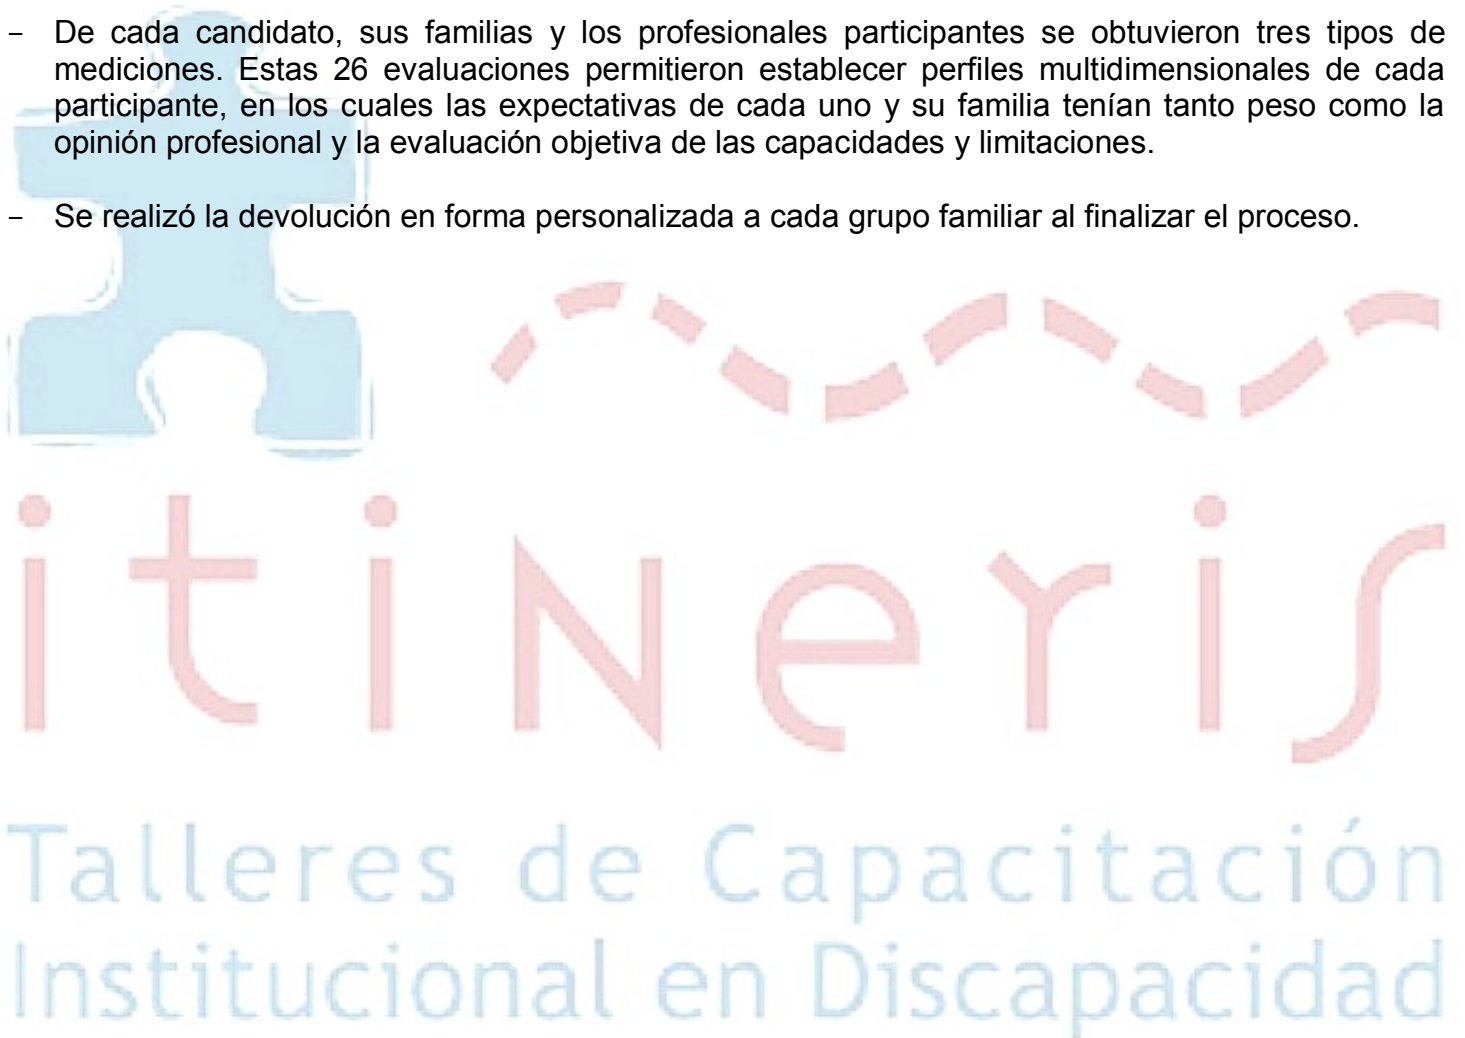 – De cada candidato, sus familias y los profesionales participantes se obtuvieron tres tipos de
mediciones. Estas 26 evaluaciones permitieron establecer perfiles multidimensionales de cada
participante, en los cuales las expectativas de cada uno y su familia tenían tanto peso como la
opinión profesional y la evaluación objetiva de las capacidades y limitaciones.
– Se realizó la devolución en forma personalizada a cada grupo familiar al finalizar el proceso.
itiNeris
Talleres de Capacitación
Institucional en Discapacidad